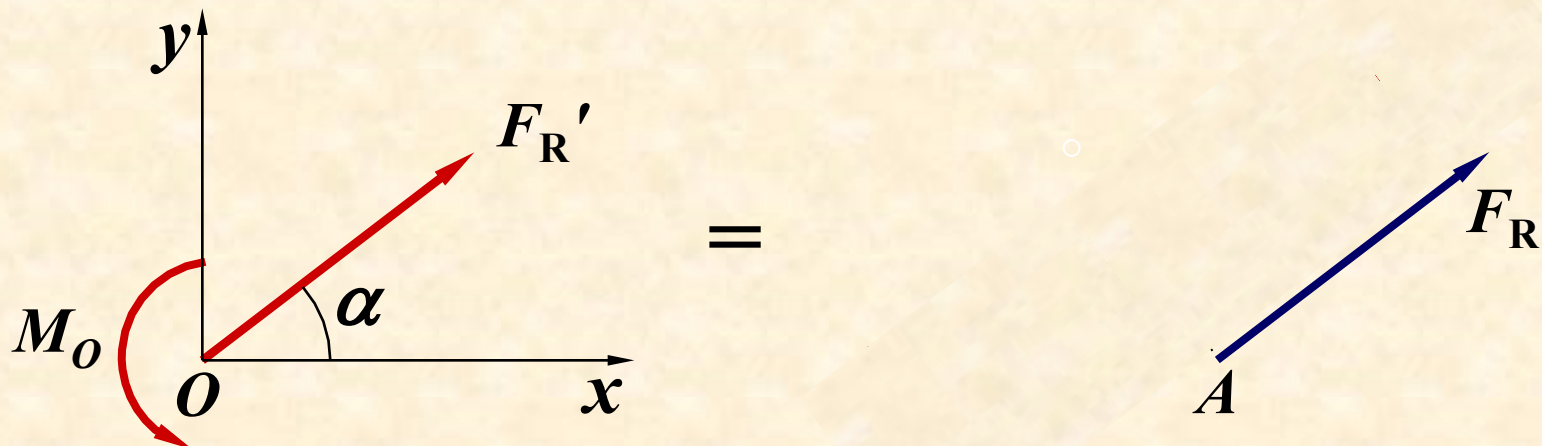 y
F_R′
=
F_R
α
M_O
O
x
A